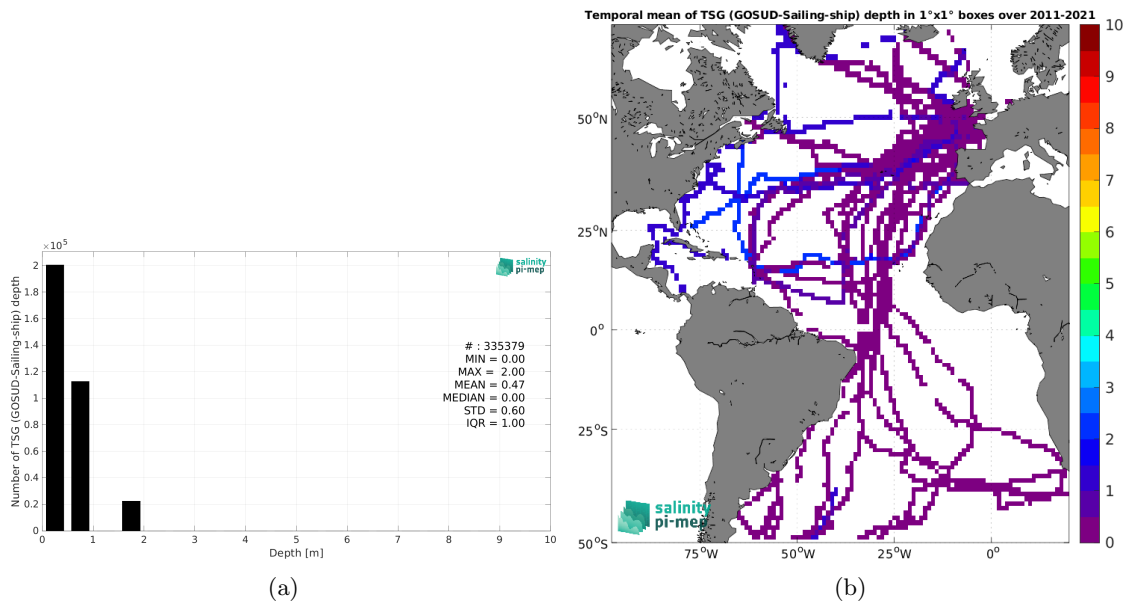 Temporal mean of TSG (GOSUD-Sailing-ship) depth in 1°x1° boxes over 2011-2021
×10⁵
2
1.8
1.6
1.4
1.2
1
0.8
0.6
0.4
0.2
0
Number of TSG (GOSUD-Sailing-ship) depth
salinity
pi-mep
# : 335379
MIN = 0.00
MAX = 2.00
MEAN = 0.47
MEDIAN = 0.00
STD = 0.60
IQR = 1.00
0 1 2 3 4 5 6 7 8 9 10
Depth [m]
(a)
50°N
25°N
0°
25°S
50°S
75°W 50°W 25°W 0°
salinity
pi-mep
10
9
8
7
6
5
4
3
2
1
0
(b)